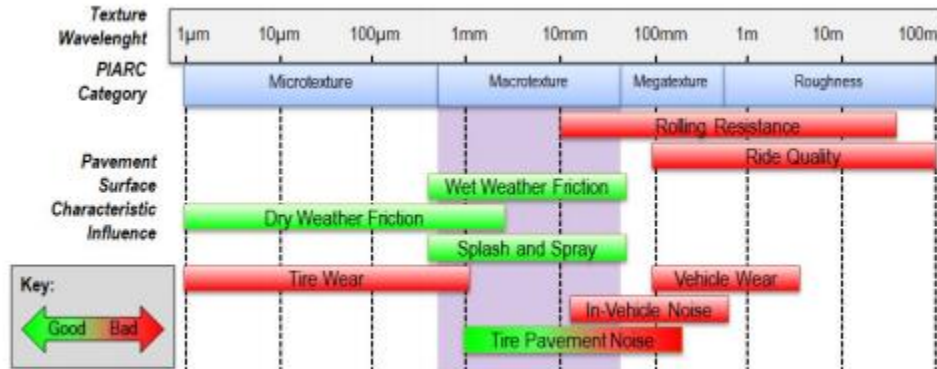 Texture
Wavelenght
1µm 10µm 100µm 1mm 10mm 100mm 1m 10m 100m
PIARC
Category
Microtexture Macrotexture Megatexture Roughness
Rolling Resistance
Ride Quality
Pavement
Surface
Characteristic
Influence
Wet Weather Friction
Dry Weather Friction
Splash and Spray
Tire Wear Vehicle Wear
In-Vehicle Noise
Tire Pavement Noise
Key:
Good Bad